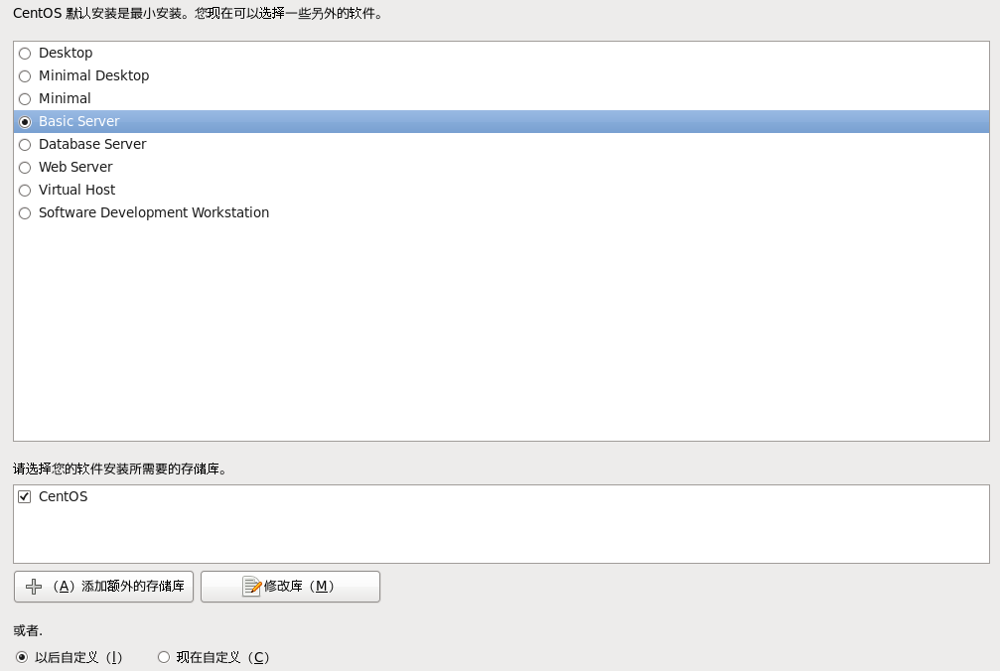 CentOS 默认安装是最小安装。您现在可以选择一些另外的软件。
Desktop
Minimal Desktop
Minimal
Basic Server
Database Server
Web Server
Virtual Host
Software Development Workstation
请选择您的软件安装所需要的存储库。
CentOS
（A）添加额外的存储库 修改库（M）
或者.
以后自定义（I） 现在自定义（C）